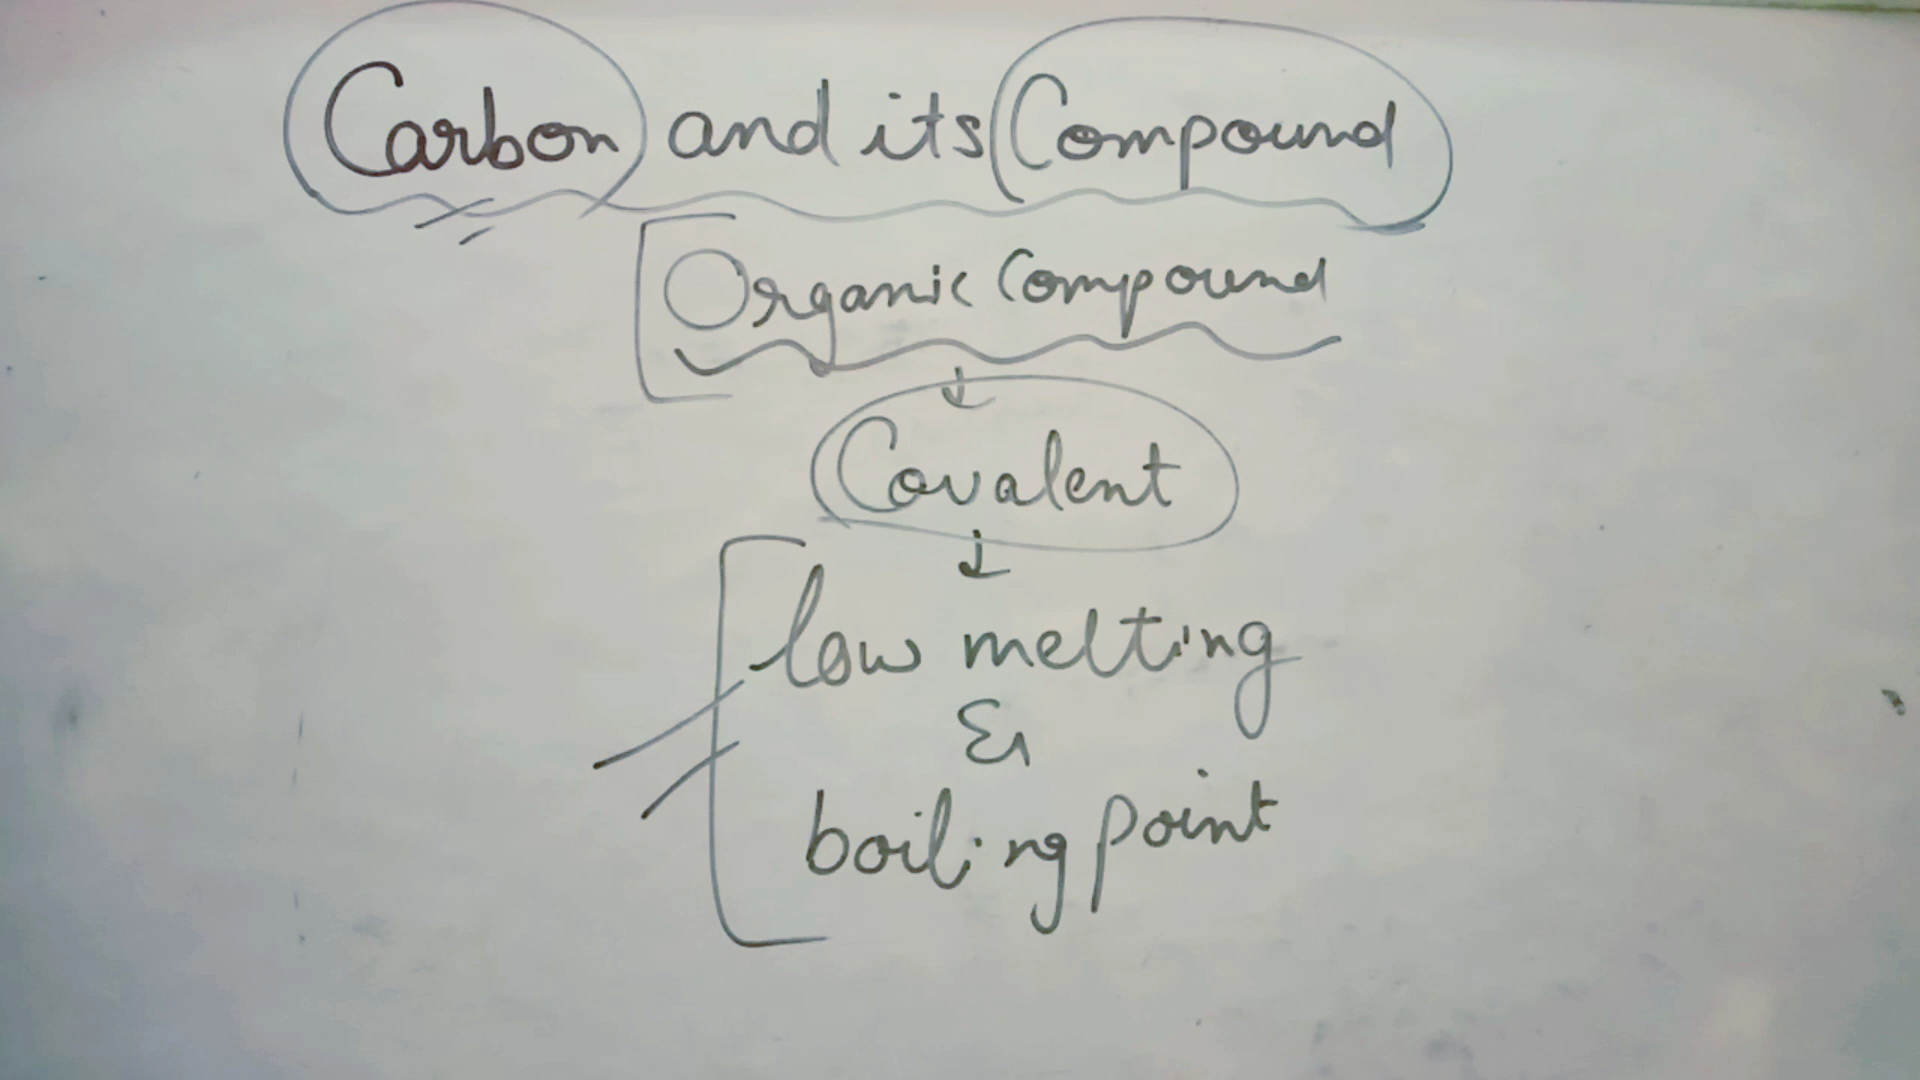 Carbon and its Compound
Organic Compound
↓
Covalent
↓
low melting
&
boiling point